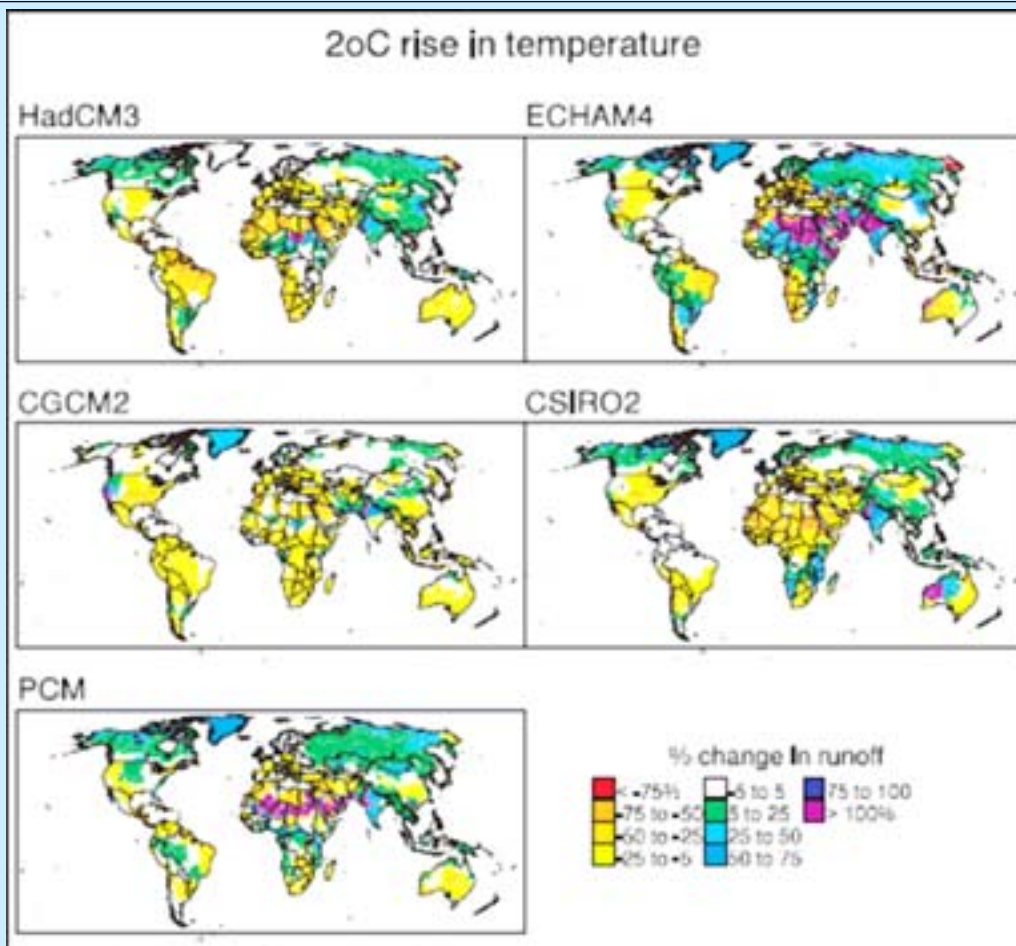 2oC rise in temperature
HadCM3
ECHAM4
CGCM2
CSIRO2
PCM
% change in runoff
< -75%
-75 to -50
-50 to -25
-25 to -5
-5 to 5
5 to 25
25 to 50
50 to 75
75 to 100
> 100%